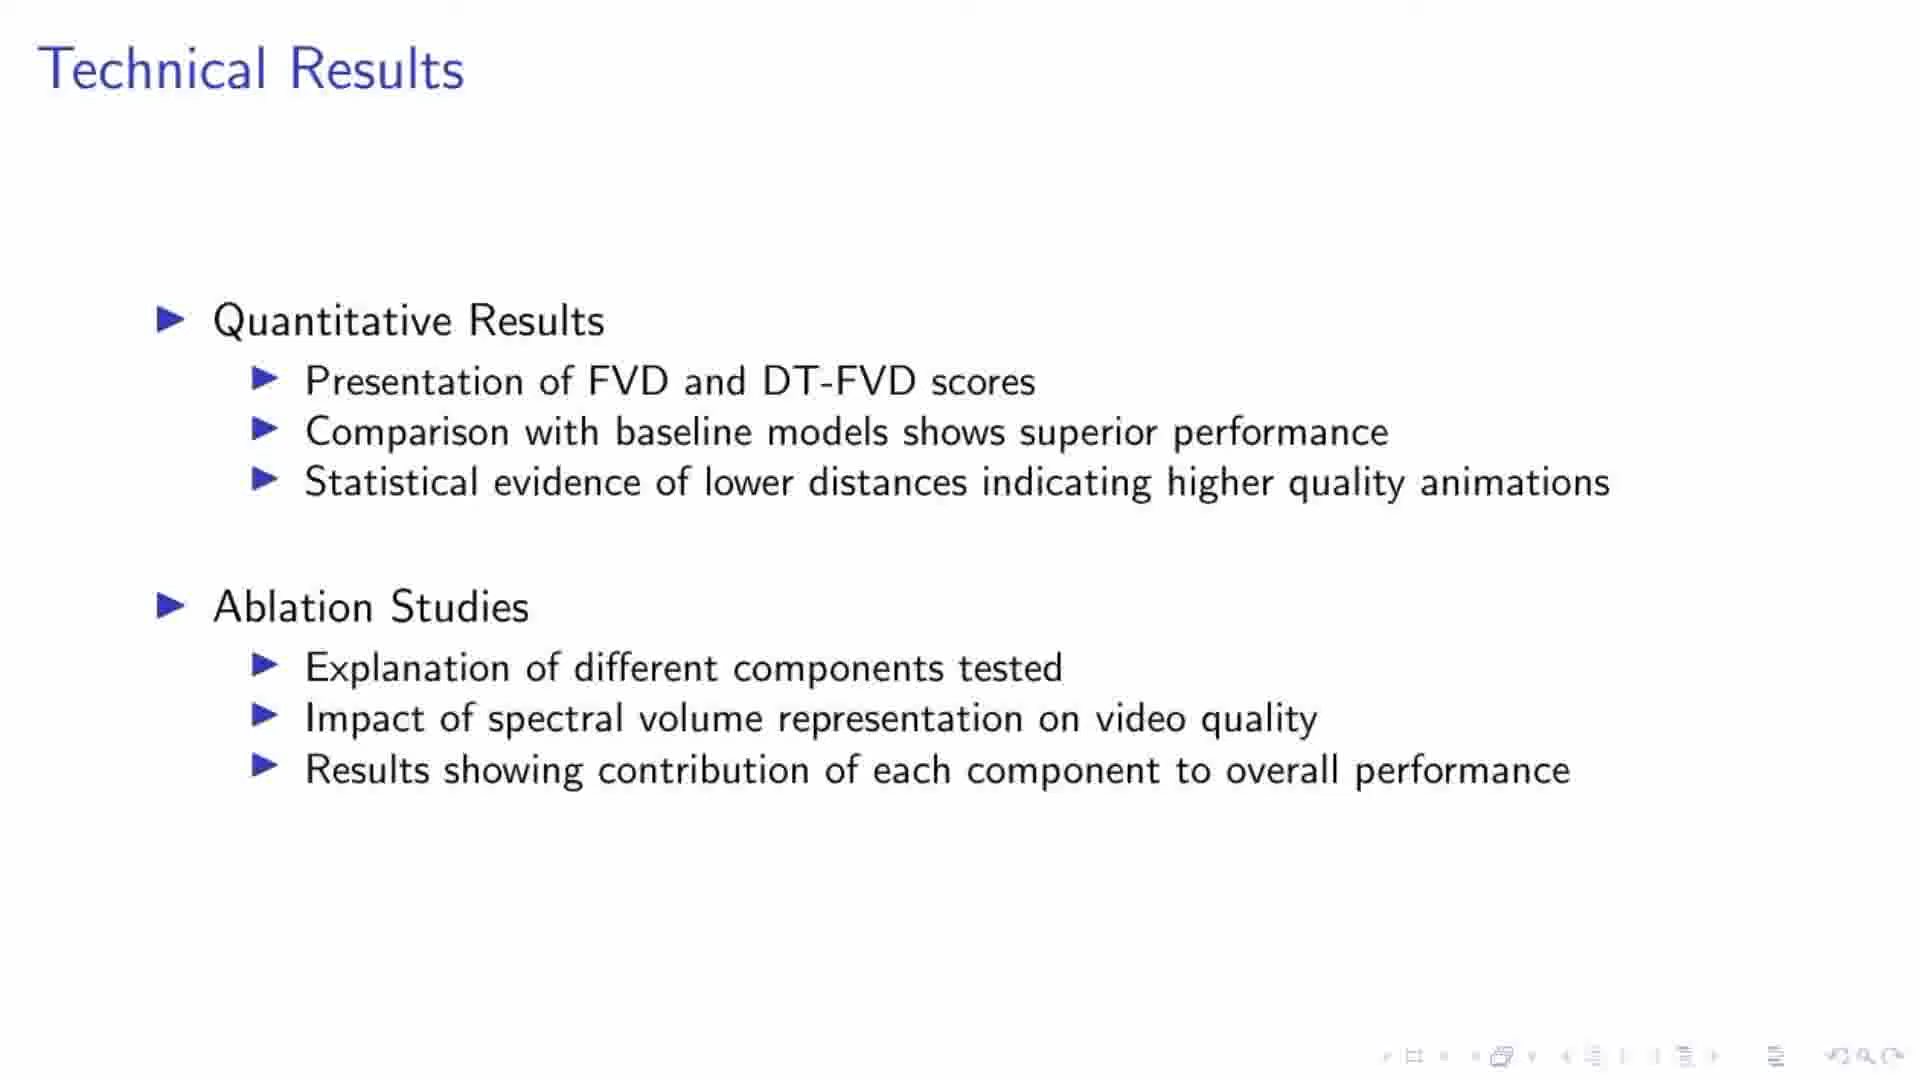 Technical Results
Quantitative Results
Presentation of FVD and DT-FVD scores
Comparison with baseline models shows superior performance
Statistical evidence of lower distances indicating higher quality animations
Ablation Studies
Explanation of different components tested
Impact of spectral volume representation on video quality
Results showing contribution of each component to overall performance